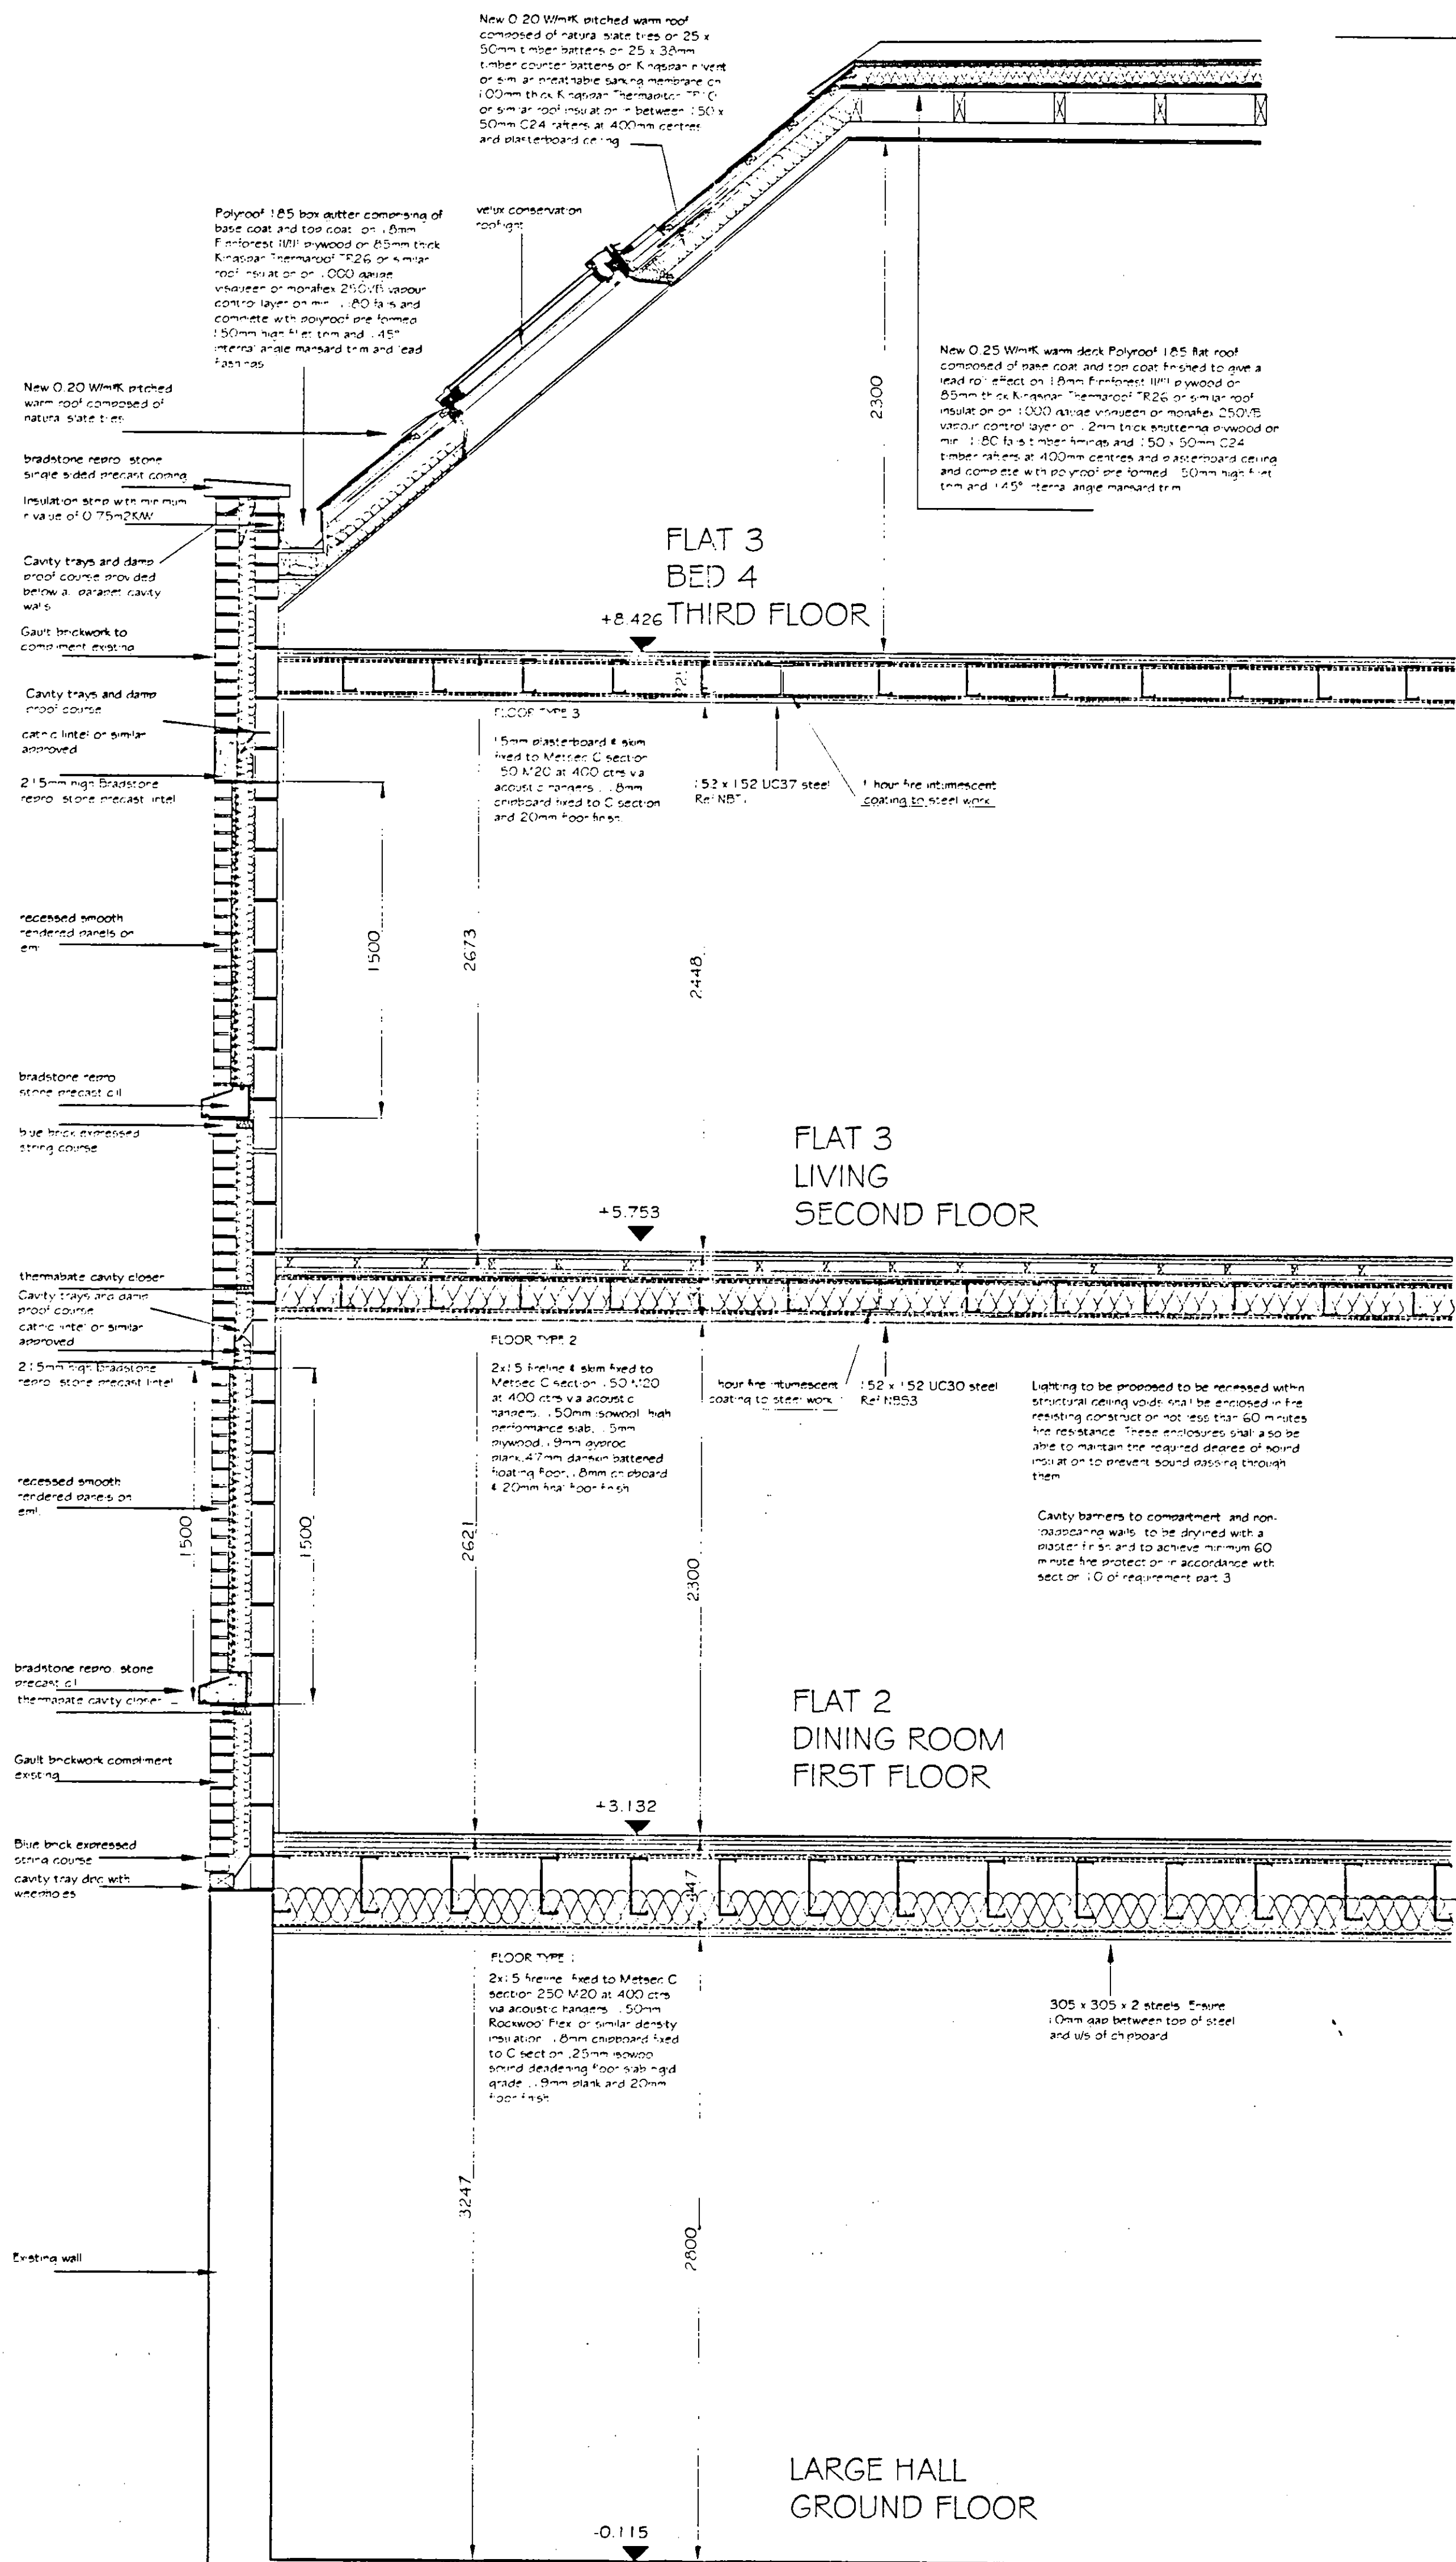 New 0.20 W/m²K pitched warm roof
composed of natural slate tiles on 25 x
50mm timber battens on 25 x 38mm
timber counter battens on Kingspan nilvent
or similar breathable sarking membrane on
100mm thick Kingspan Thermapitch TP10
or similar roof insulation in between 150 x
50mm C24 rafters at 400mm centres
and plasterboard ceiling
velux conservation
rooflight
Polyroof 185 box gutter comprising of
base coat and top coat on 18mm
Finnforest plywood on 85mm thick
Kingspan Thermaroof TR26 or similar
roof insulation on 1000 gauge
visqueen or monaflex 250VB vapour
control layer on min 1:80 falls and
complete with polyroof pre formed
150mm high fillet trim and 145°
internal angle mansard trim and lead
flashings
New 0.20 W/m²K pitched
warm roof composed of
natural slate tiles
bradstone repro. stone
single sided precast coping
Insulation strip with minimum
r value of 0.75m2K/W
Cavity trays and damp
proof course provided
below all parapet cavity
walls
Gault brickwork to
compliment existing
Cavity trays and damp
proof course
catnic lintel or similar
approved
215mm high Bradstone
repro. stone precast lintel
recessed smooth
rendered panels on
eml
bradstone repro
stone precast cill
blue brick expressed
string course
thermabate cavity closer
Cavity trays and damp
proof course
catnic lintel or similar
approved
215mm high Bradstone
repro. stone precast lintel
recessed smooth
rendered panels on
eml.
bradstone repro. stone
precast cill
thermabate cavity closer
Gault brickwork compliment
existing
Blue brick expressed
string course
cavity tray dpc with
weepholes
Existing wall
New 0.25 W/m²K warm deck Polyroof 185 flat roof
composed of base coat and top coat finished to give a
lead roll effect on 18mm Finnforest plywood on
85mm thick Kingspan Thermaroof TR26 or similar roof
insulation on 1000 gauge visqueen or monaflex 250VB
vapour control layer on 12mm thick shuttering plywood on
min 1:80 falls timber firrings and 150 x 50mm C24
timber rafters at 400mm centres and plasterboard ceiling
and complete with polyroof pre formed 150mm high fillet
trim and 145° internal angle mansard trim
2300
FLAT 3
BED 4
THIRD FLOOR
+8.426
225
FLOOR TYPE 3
15mm plasterboard & skim
fixed to Metsec C section
150 M20 at 400 ctrs via
acoustic hangers, 18mm
chipboard fixed to C section
and 20mm floor finish.
152 x 152 UC37 steel
1 hour fire intumescent
coating to steel work
1500
2673
2448
FLAT 3
LIVING
SECOND FLOOR
+5.753
FLOOR TYPE 2
2x15 fireline & skim fixed to
Metsec C section 150 M20
at 400 ctrs via acoustic
hangers, 150mm isowool high
performance slab, 15mm
plywood, 19mm gyproc
plank, 47mm danskin battened
floating floor, 18mm chipboard
& 20mm final floor finish
1 hour fire intumescent
coating to steel work
152 x 152 UC30 steel
Ref NB53
Lighting to be proposed to be recessed within
structural ceiling voids shall be enclosed in fire
resisting construction not less than 60 minutes
fire resistance. These enclosures shall also be
able to maintain the required degree of sound
insulation to prevent sound passing through
them
Cavity barriers to compartment and non-
loadbearing walls to be drylined with a
plaster finish and to achieve minimum 60
minute fire protection in accordance with
section 10 of requirement part 3
1500
1500
2621
2300
FLAT 2
DINING ROOM
FIRST FLOOR
+3.132
447
FLOOR TYPE 1
2x15 fireline fixed to Metsec C
section 250 M20 at 400 ctrs
via acoustic hangers, 150mm
Rockwool Flexi or similar density
insulation, 18mm chipboard fixed
to C section, 25mm isowool
sound deadening floor slab rigid
grade, 19mm plank and 20mm
floor finish
305 x 305 x 2 steels. Ensure
10mm gap between top of steel
and u/s of chipboard
3247
2800
LARGE HALL
GROUND FLOOR
-0.115